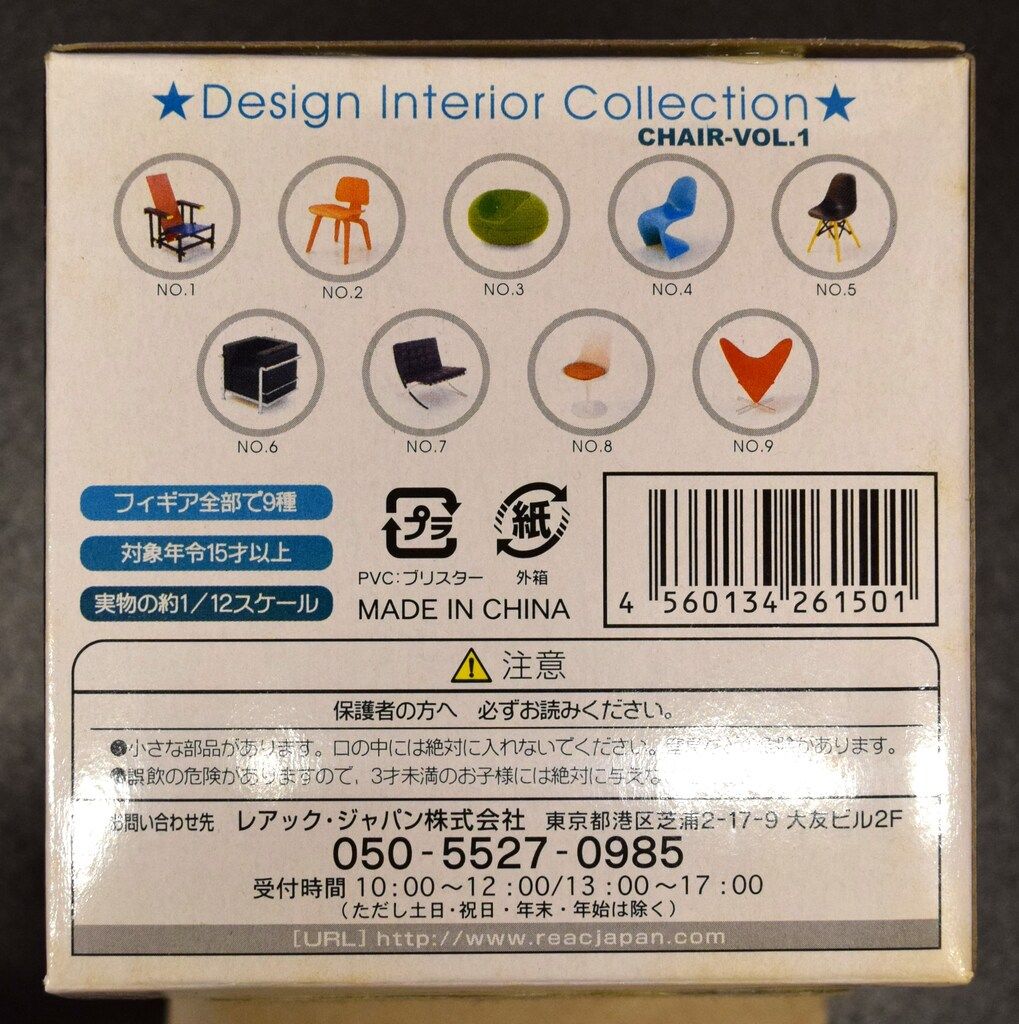 ★Design Interior Collection★
CHAIR-VOL.1
NO.1 NO.2 NO.3 NO.4 NO.5
NO.6 NO.7 NO.8 NO.9
フィギア全部で9種
対象年令15才以上
実物の約1/12スケール
プラ 紙
PVC:ブリスター 外箱
MADE IN CHINA
4 560134 261501
注意
保護者の方へ 必ずお読みください。
●小さな部品があります。口の中には絶対に入れないでください。 があります。
●誤飲の危険がありますので、3才未満のお子様には絶対に与えな
お問い合わせ先 レアック・ジャパン株式会社 東京都港区芝浦2-17-9 大友ビル2F
050-5527-0985
受付時間 10:00～12:00/13:00～17:00
(ただし土日・祝日・年末・年始は除く)
[URL] http://www.reacjapan.com